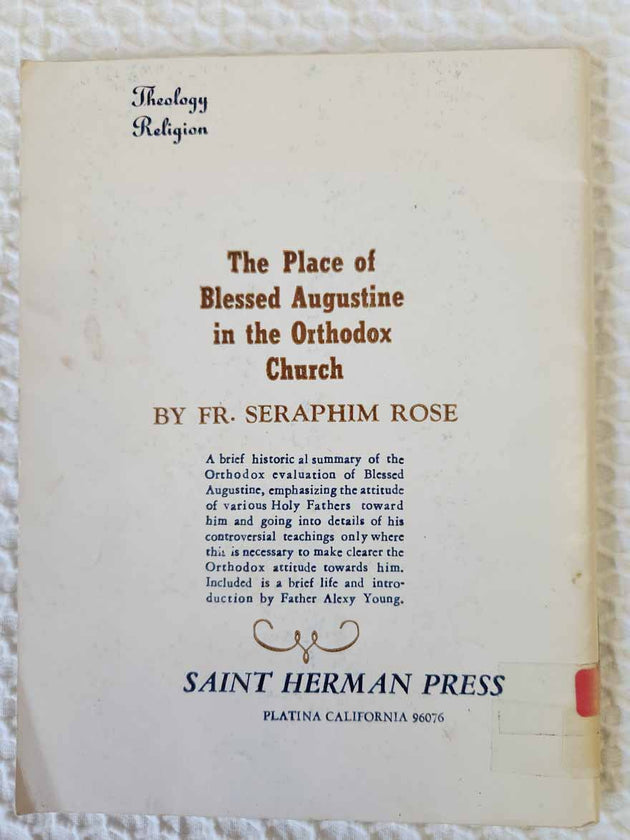 Theology
Religion
The Place of
Blessed Augustine
in the Orthodox
Church
BY FR. SERAPHIM ROSE
A brief historic al summary of the
Orthodox evaluation of Blessed
Augustine, emphasizing the attitude
of various Holy Fathers toward
him and going into details of his
controversial teachings only where
this is necessary to make clearer the
Orthodox attitude towards him.
Included is a brief life and intro-
duction by Father Alexy Young.
SAINT HERMAN PRESS
PLATINA CALIFORNIA 96076